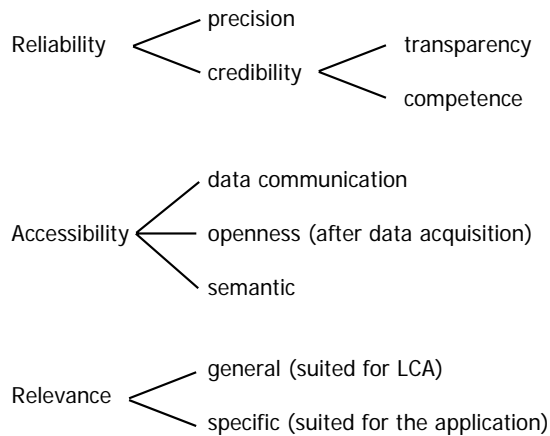 precision
Reliability
transparency
credibility
competence
data communication
Accessibility
openness (after data acquisition)
semantic
general (suited for LCA)
Relevance
specific (suited for the application)